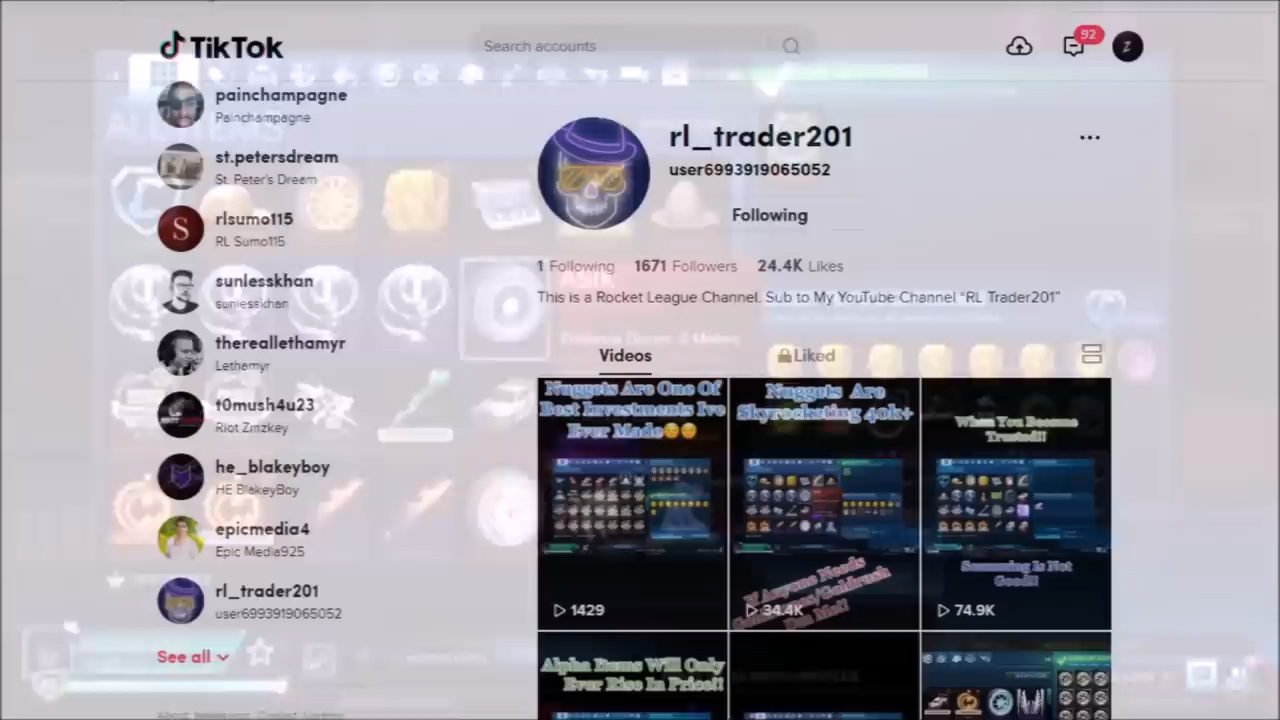 TikTok
Search accounts
92
painchampagne
Painchampagne
st.petersdream
St. Peter's Dream
rlsumo115
RL Sumo115
sunlesskhan
sunlesskhan
thereallethamyr
Lethamyr
t0mush4u23
Riot Zmzkey
he_blakeyboy
HE BlakeyBoy
epicmedia4
Epic Media925
rl_trader201
user6993919065052
See all
rl_trader201
user6993919065052
Following
1 Following 1671 Followers 24.4K Likes
This is a Rocket League Channel. Sub to My YouTube Channel “RL Trader201”
Videos
Liked
Nuggets Are One Of
Best Investments Ive
Ever Made
1429
Nuggets Are
Skyrocketing 40k+
If Anyone Needs
34.4K
When You Become
Trusted!!
Scamming Is Not
Good!!
74.9K
Alpha Items Will Only
Ever Rise In Price!!